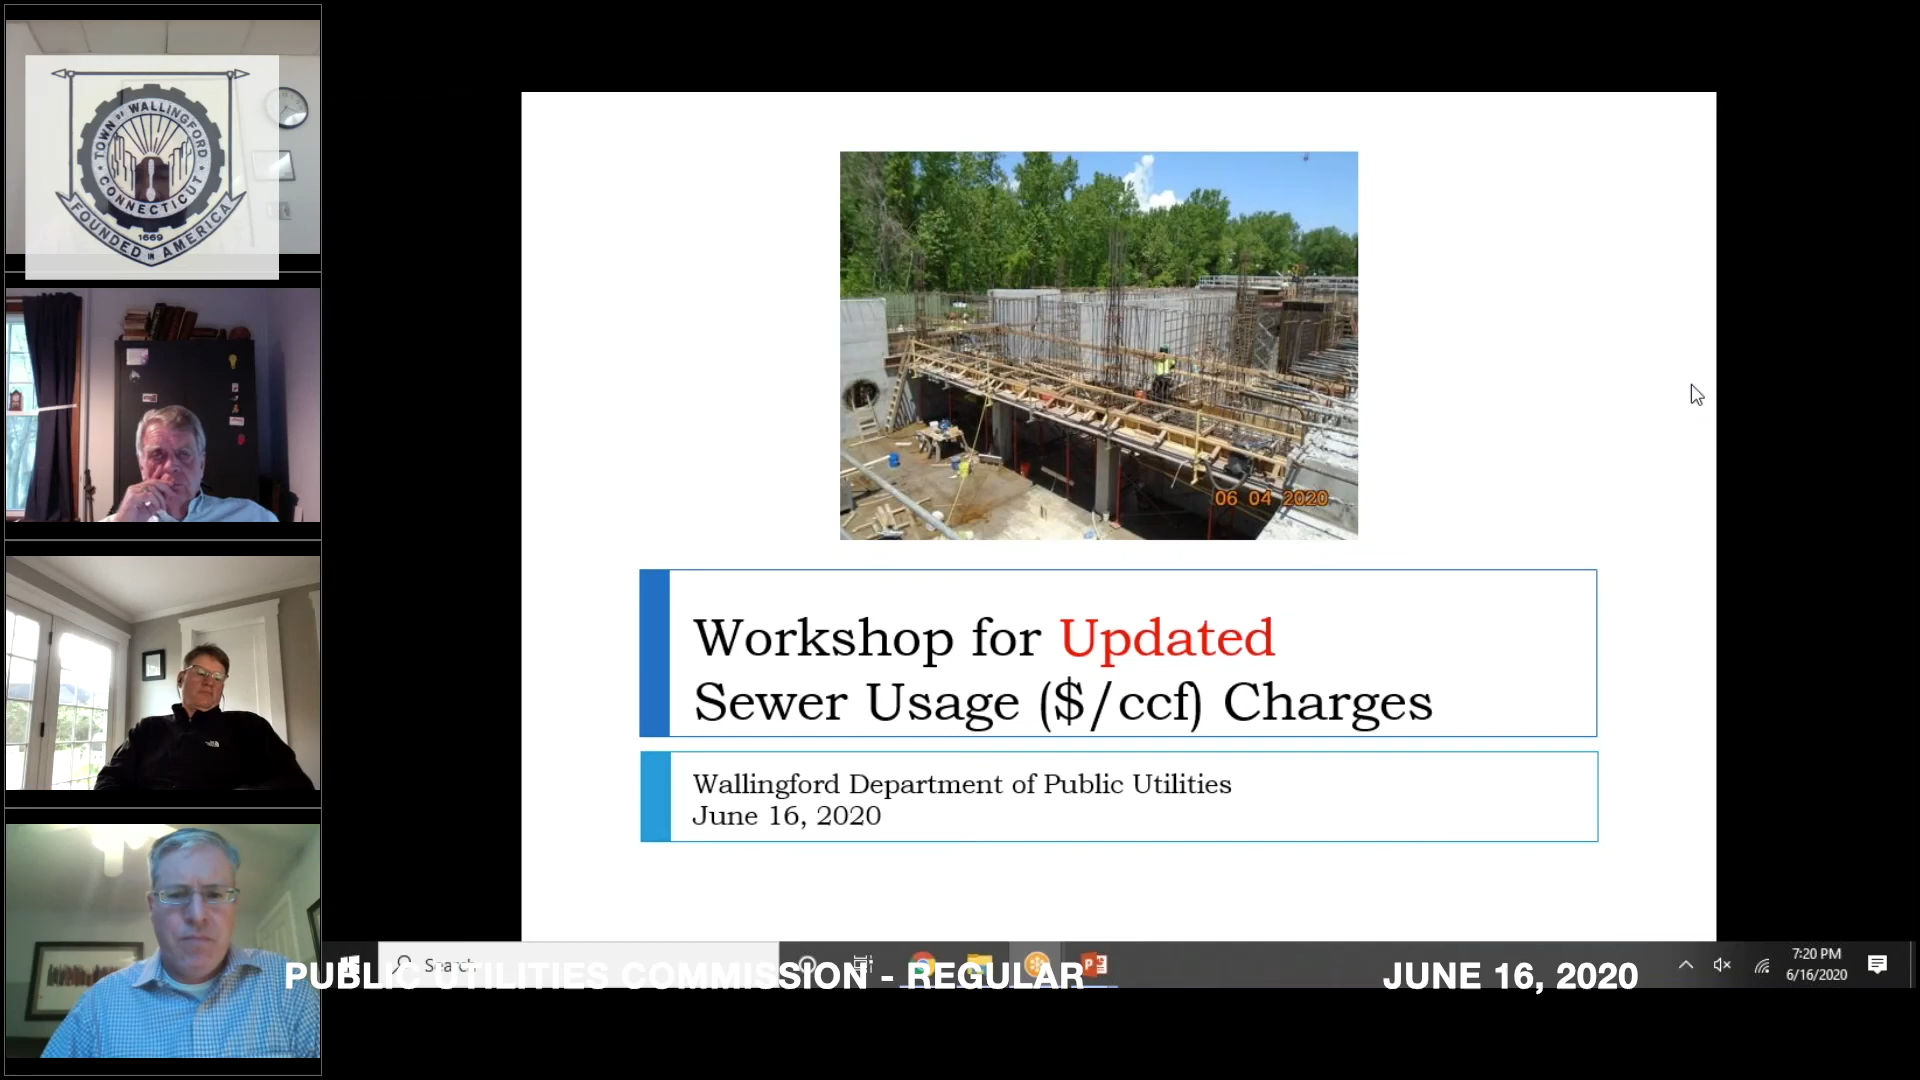 TOWN OF WALLINGFORD
CONNECTICUT
1669
FOUNDED IN AMERICA
06 04 2020
Workshop for Updated
Sewer Usage ($/ccf) Charges
Wallingford Department of Public Utilities
June 16, 2020
Search
7:20 PM
6/16/2020
PUBLIC UTILITIES COMMISSION - REGULAR
JUNE 16, 2020